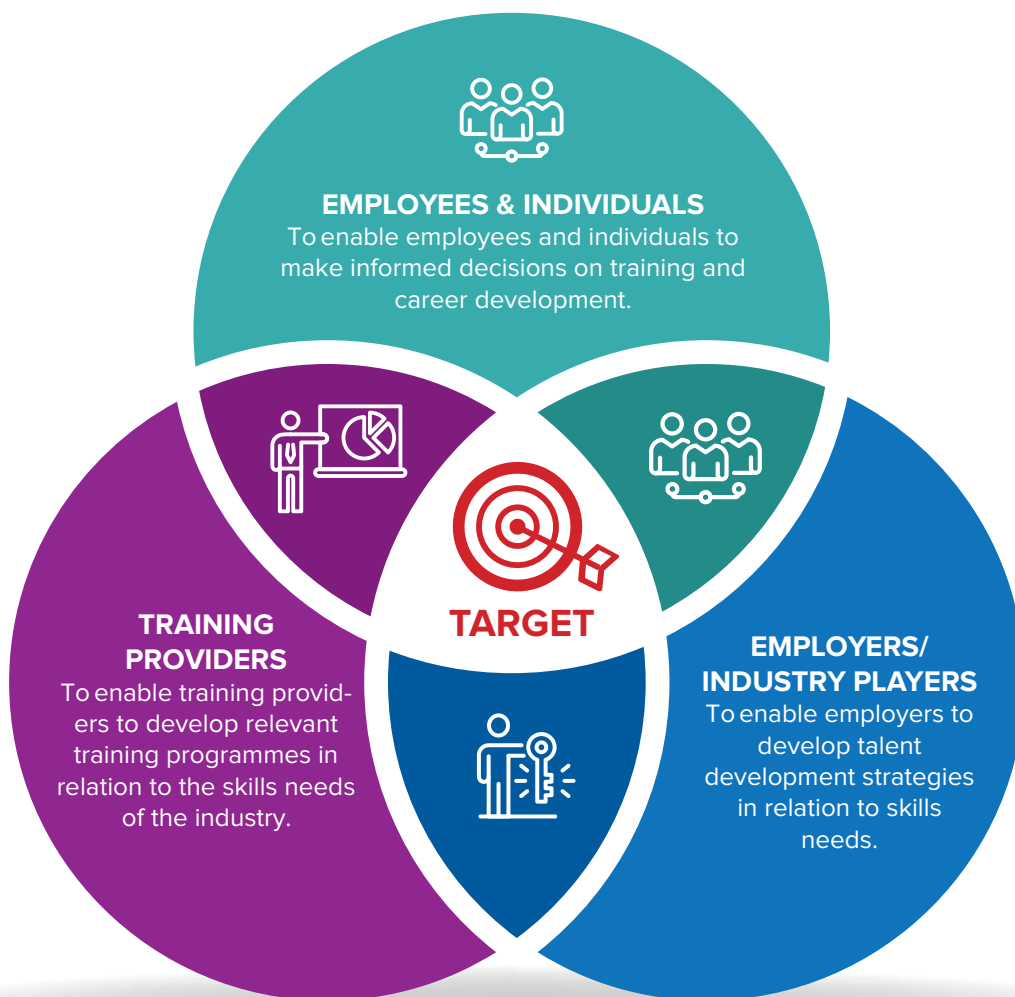 EMPLOYEES & INDIVIDUALS
To enable employees and individuals to
make informed decisions on training and
career development.
TARGET
TRAINING
PROVIDERS
To enable training provid-
ers to develop relevant
training programmes in
relation to the skills needs
of the industry.
EMPLOYERS/
INDUSTRY PLAYERS
To enable employers to
develop talent
development strategies
in relation to skills
needs.